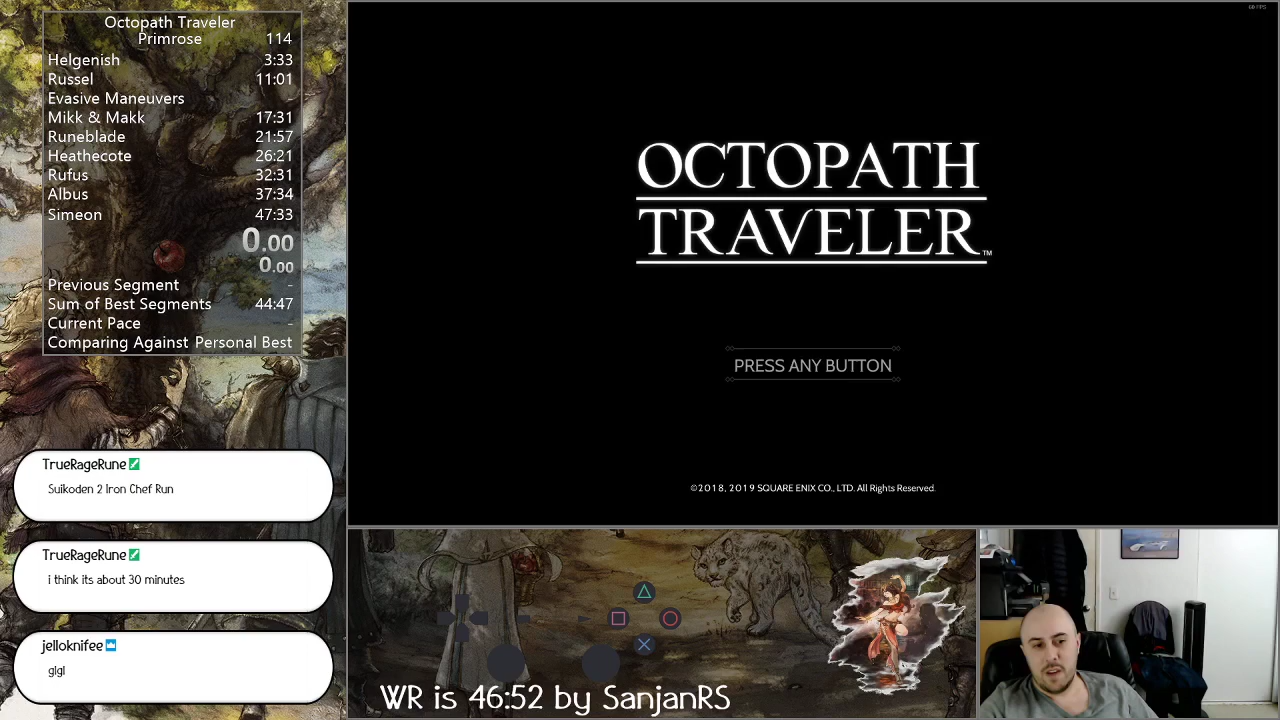 Octopath Traveler
Primrose 114
Helgenish 3:33
Russel 11:01
Evasive Maneuvers -
Mikk & Makk 17:31
Runeblade 21:57
Heathecote 26:21
Rufus 32:31
Albus 37:34
Simeon 47:33
0.00
0.00
Previous Segment -
Sum of Best Segments 44:47
Current Pace -
Comparing Against Personal Best
TrueRageRune
Suikoden 2 Iron Chef Run
TrueRageRune
i think its about 30 minutes
jelloknifee
glgl
60 FPS
OCTOPATH
TRAVELER™
PRESS ANY BUTTON
©2018, 2019 SQUARE ENIX CO., LTD. All Rights Reserved.
WR is 46:52 by SanjanRS